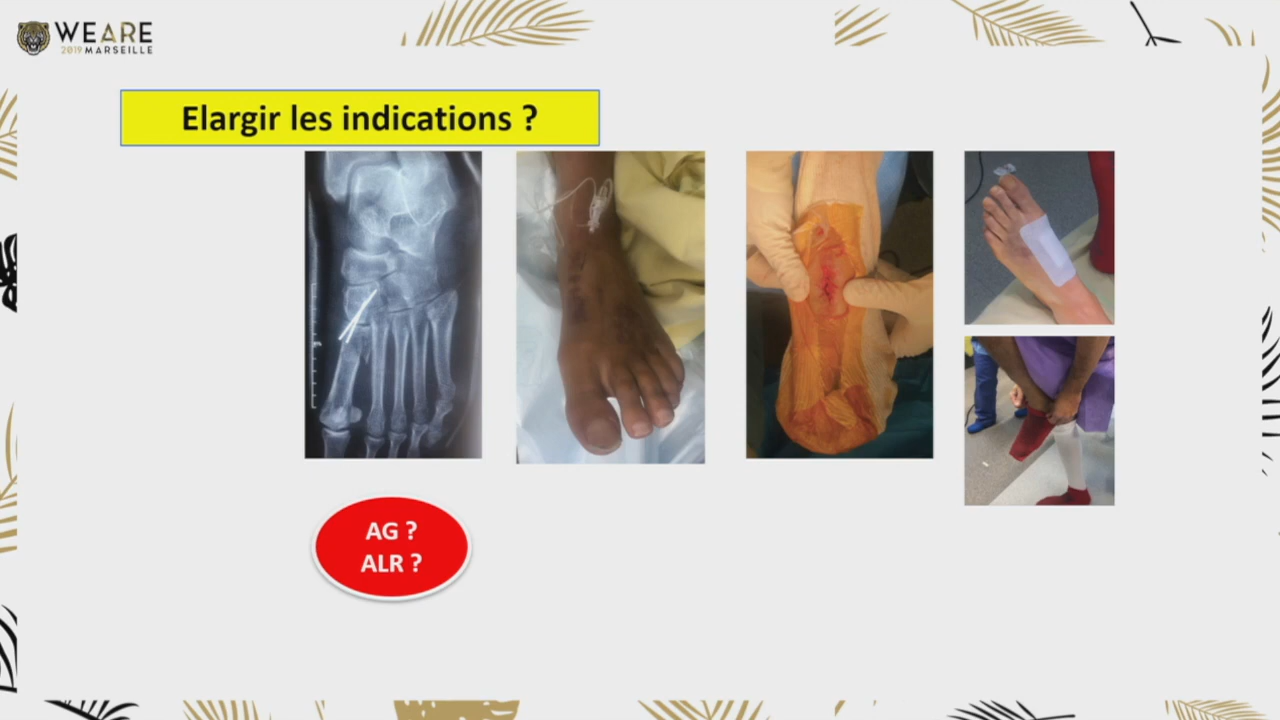 WEARE
2019 MARSEILLE
Elargir les indications ?
AG ?
ALR ?